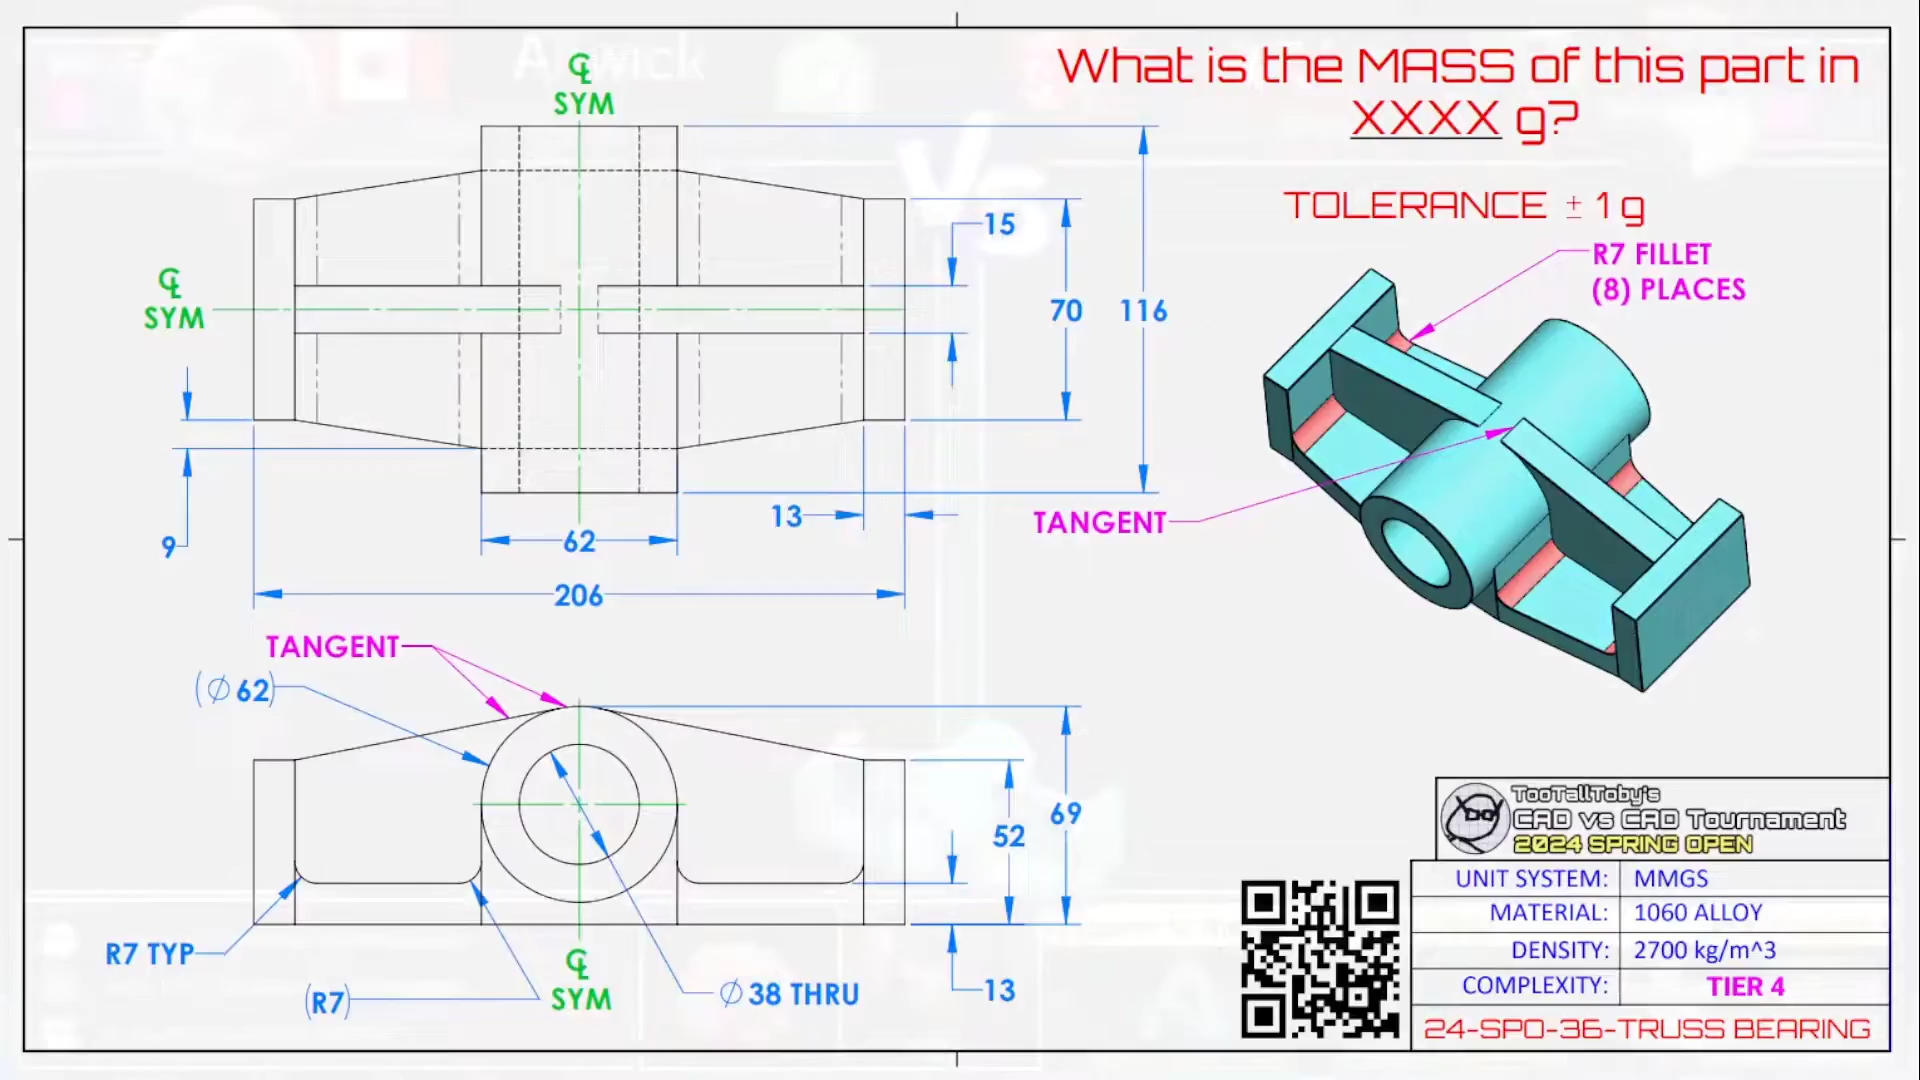 What is the MASS of this part in
XXXX g?
TOLERANCE ± 1 g
R7 FILLET
(8) PLACES
TANGENT
℄
SYM
℄
SYM
15
70
116
9
13
62
206
TANGENT
(∅ 62)
69
52
13
R7 TYP
(R7)
℄
SYM
∅38 THRU
TooTallToby's
CAD vs CAD Tournament
2024 SPRING OPEN
UNIT SYSTEM: MMGS
MATERIAL: 1060 ALLOY
DENSITY: 2700 kg/m^3
COMPLEXITY: TIER 4
24-SPO-36-TRUSS BEARING